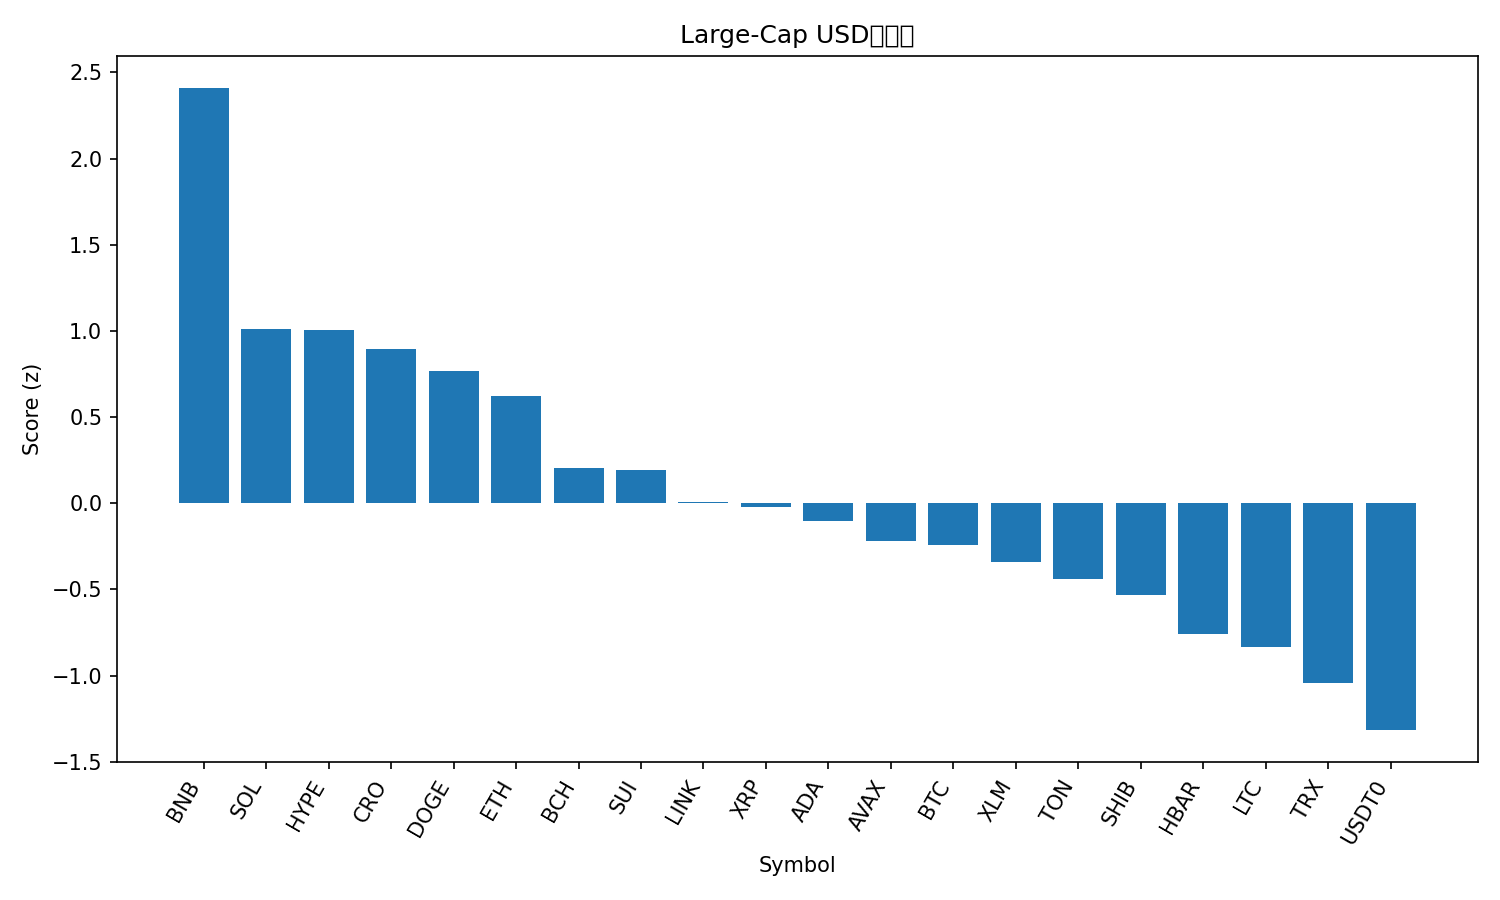 Large-Cap USD
Score (z)
2.5
2.0
1.5
1.0
0.5
0.0
−0.5
−1.0
−1.5
BNB
SOL
HYPE
CRO
DOGE
ETH
BCH
SUI
LINK
XRP
ADA
AVAX
BTC
XLM
TON
SHIB
HBAR
LTC
TRX
USDT0
Symbol